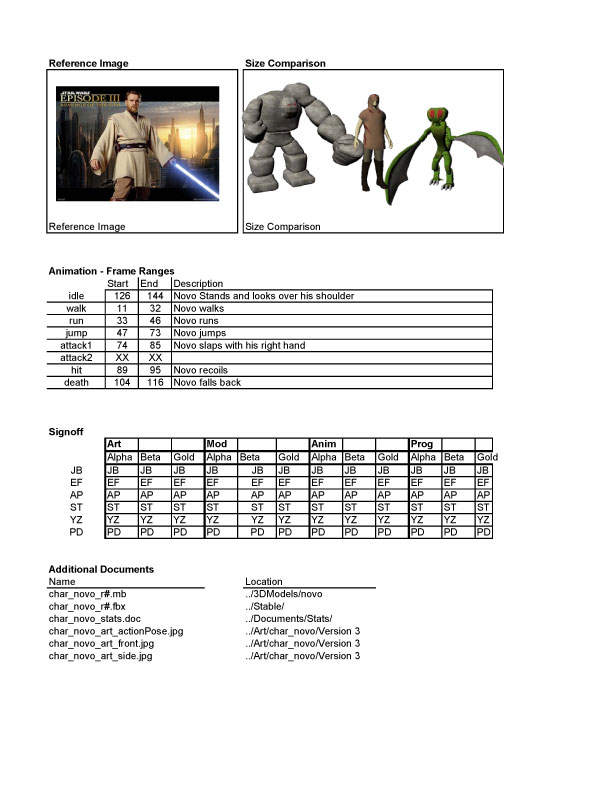 Reference Image Size Comparison
STAR WARS
EPISODE III
REVENGE OF THE SITH
Reference Image Size Comparison
Animation - Frame Ranges
Start End Description
idle 126 144 Novo Stands and looks over his shoulder
walk 11 32 Novo walks
run 33 46 Novo runs
jump 47 73 Novo jumps
attack1 74 85 Novo slaps with his right hand
attack2 XX XX
hit 89 95 Novo recoils
death 104 116 Novo falls back
Signoff
Art Mod Anim Prog
Alpha Beta Gold Alpha Beta Gold Alpha Beta Gold Alpha Beta Gold
JB JB JB JB JB JB JB JB JB JB JB JB JB
EF EF EF EF EF EF EF EF EF EF EF EF EF
AP AP AP AP AP AP AP AP AP AP AP AP AP
ST ST ST ST ST ST ST ST ST ST ST ST ST
YZ YZ YZ YZ YZ YZ YZ YZ YZ YZ YZ YZ YZ
PD PD PD PD PD PD PD PD PD PD PD PD PD
Additional Documents
Name Location
char_novo_r#.mb ../3DModels/novo
char_novo_r#.fbx ../Stable/
char_novo_stats.doc ../Documents/Stats/
char_novo_art_actionPose.jpg ../Art/char_novo/Version 3
char_novo_art_front.jpg ../Art/char_novo/Version 3
char_novo_art_side.jpg ../Art/char_novo/Version 3